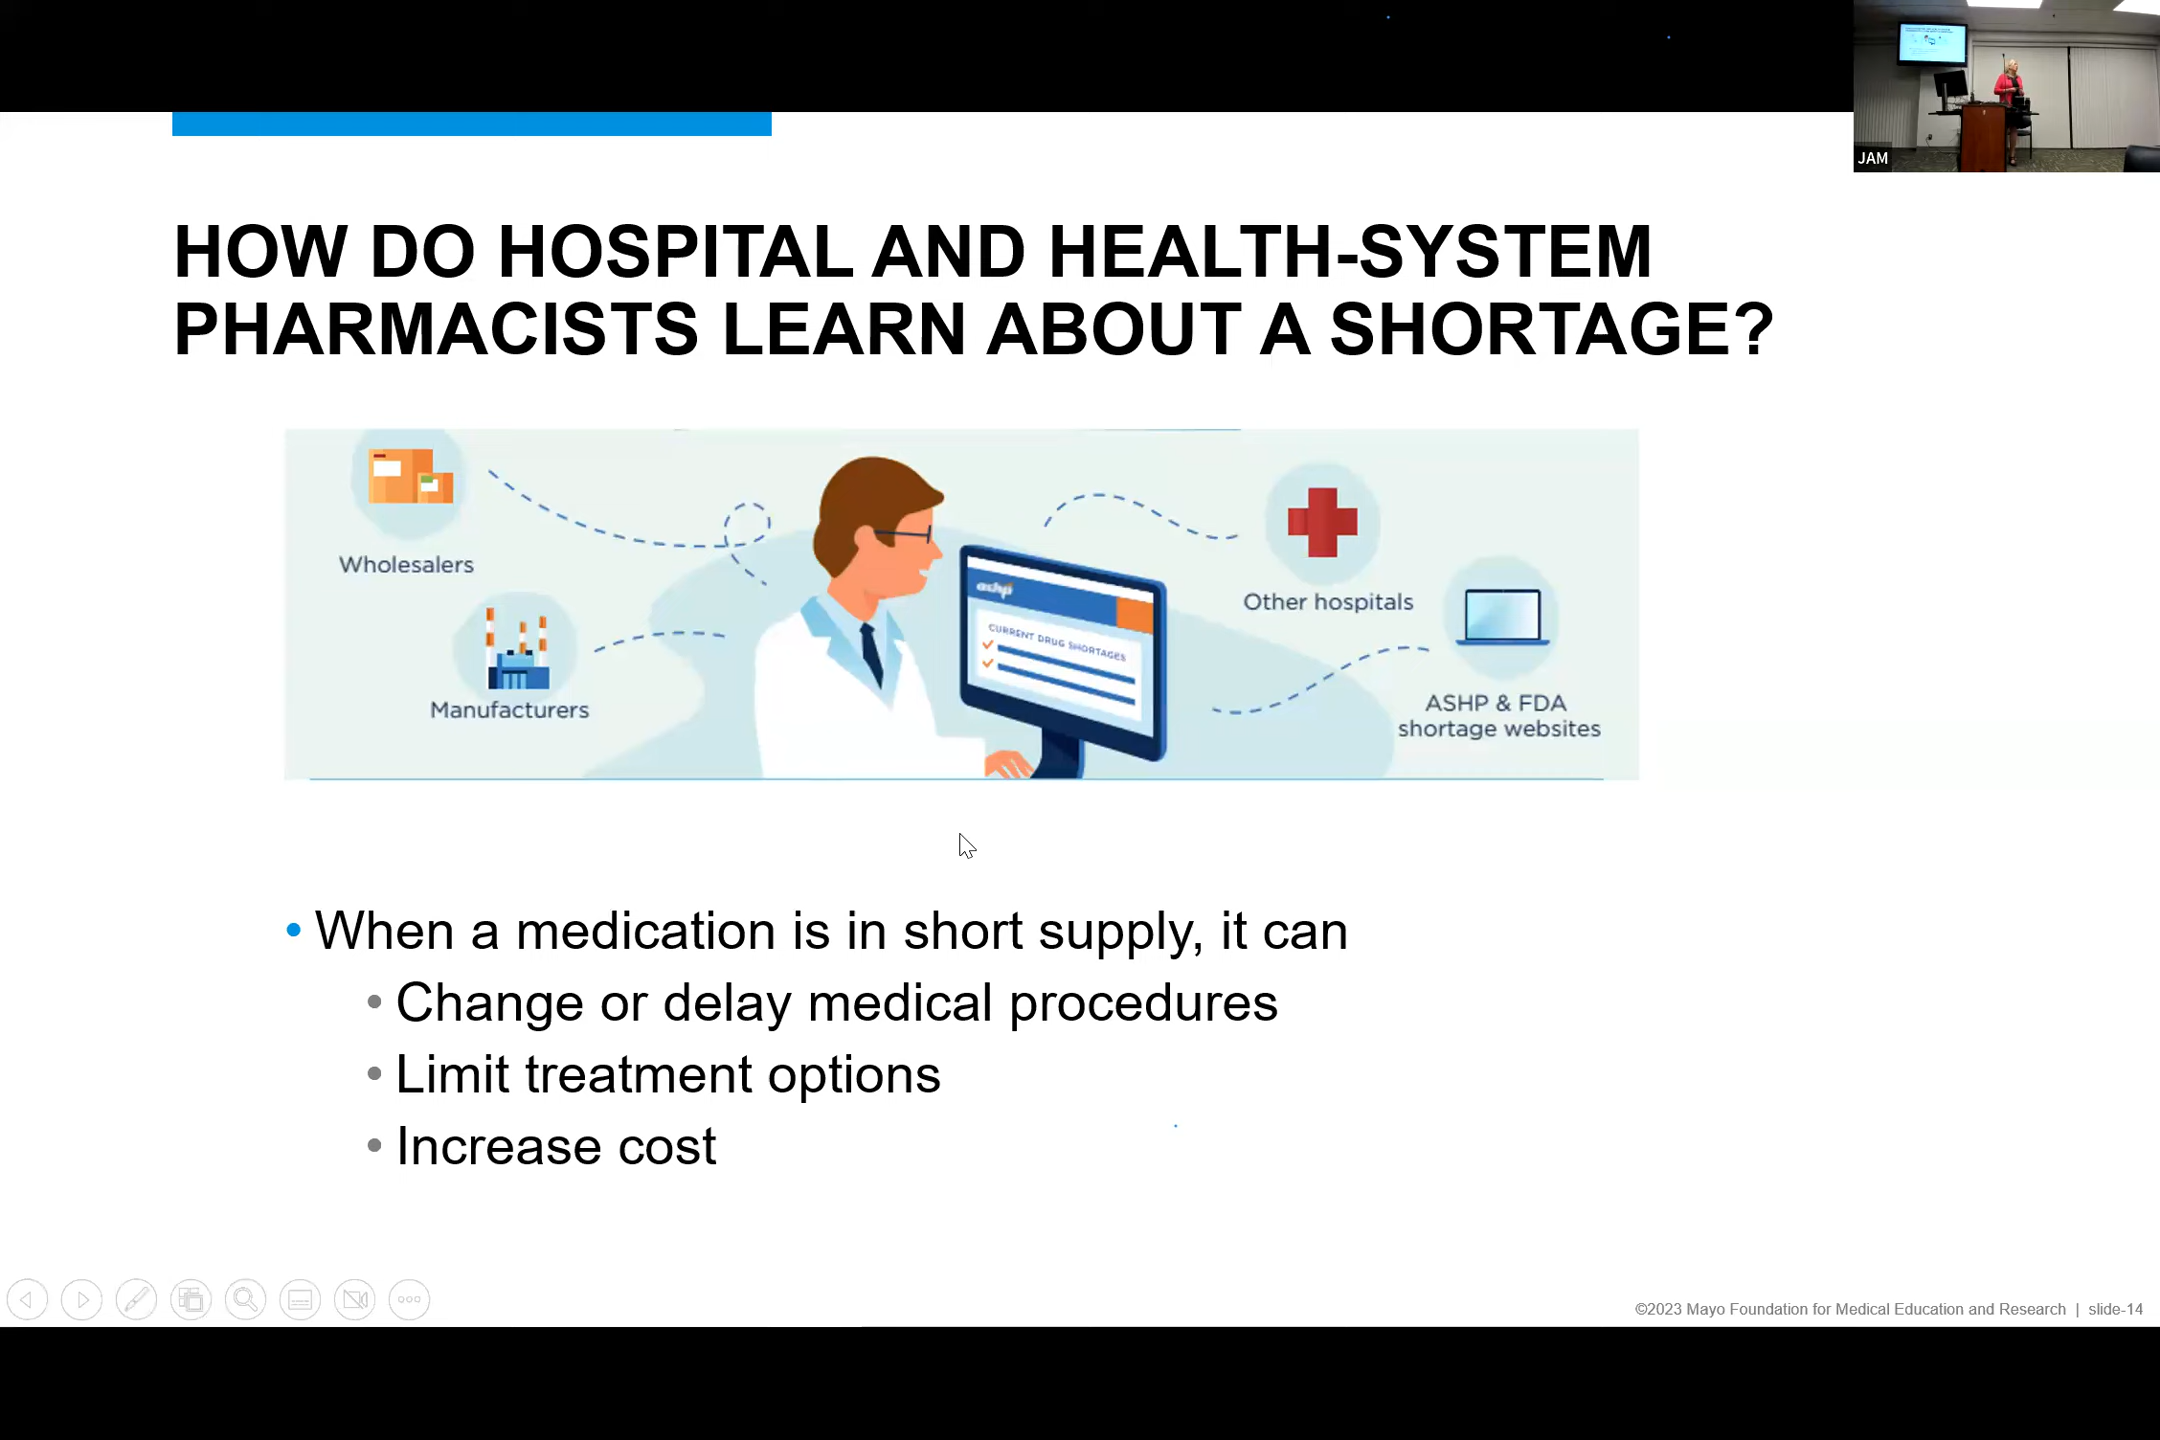 JAM
HOW DO HOSPITAL AND HEALTH-SYSTEM
PHARMACISTS LEARN ABOUT A SHORTAGE?
Wholesalers
Manufacturers
ashp
CURRENT DRUG SHORTAGES
Other hospitals
ASHP & FDA
shortage websites
• When a medication is in short supply, it can
• Change or delay medical procedures
• Limit treatment options
• Increase cost
©2023 Mayo Foundation for Medical Education and Research | slide-14